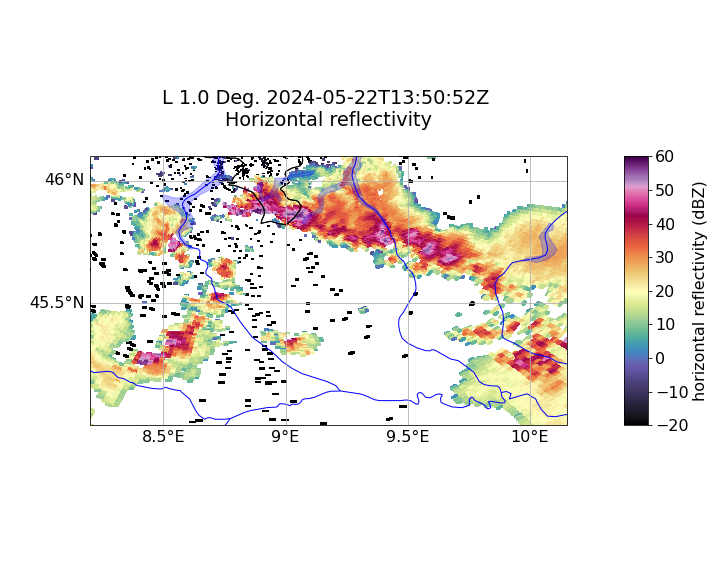 L 1.0 Deg. 2024-05-22T13:50:52Z
Horizontal reflectivity
46°N
45.5°N
8.5°E
9°E
9.5°E
10°E
60
50
40
30
20
10
0
−10
−20
horizontal reflectivity (dBZ)